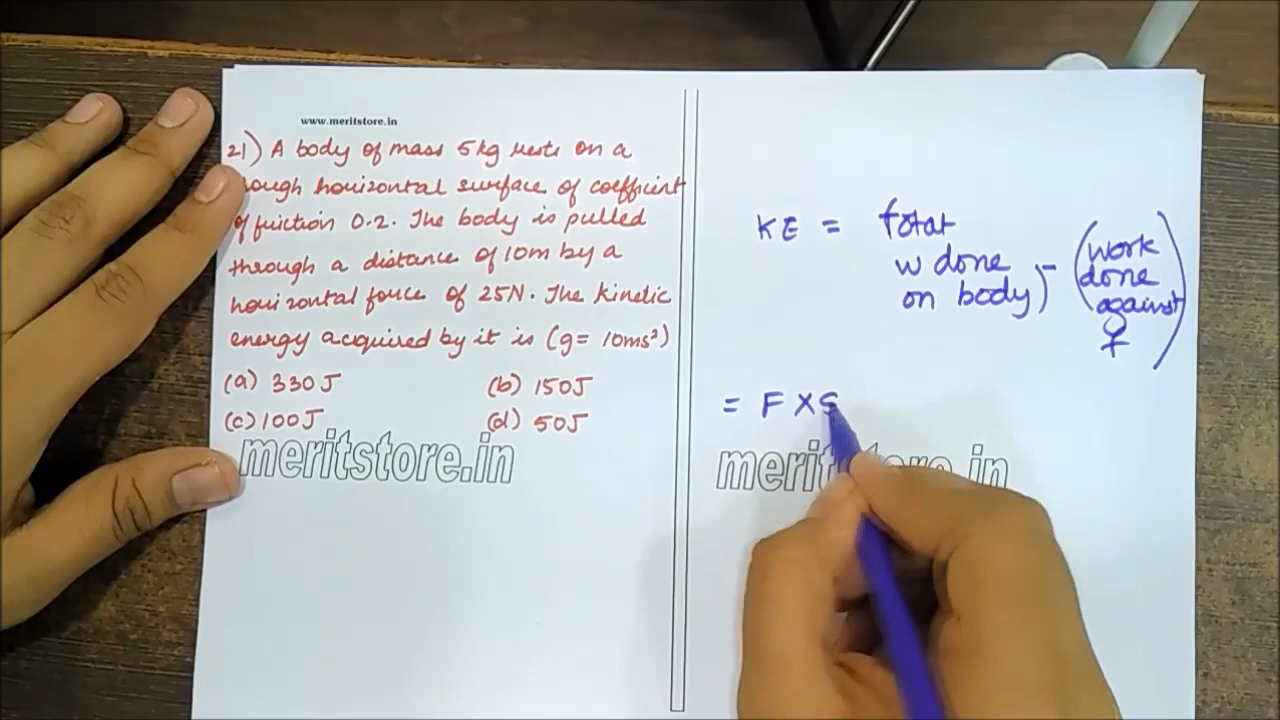 www.meritstore.in
21) A body of mass 5kg rests on a
rough horizontal surface of coefficient
of friction 0.2. The body is pulled
through a distance of 10m by a
horizontal force of 25N. The kinetic
energy acquired by it is (g= 10ms²)
(a) 330J (b) 150J
(c) 100J (d) 50J
meritstore.in
KE = total
w done
on body) - (work
done
against
f)
= F X S
meritstore.in